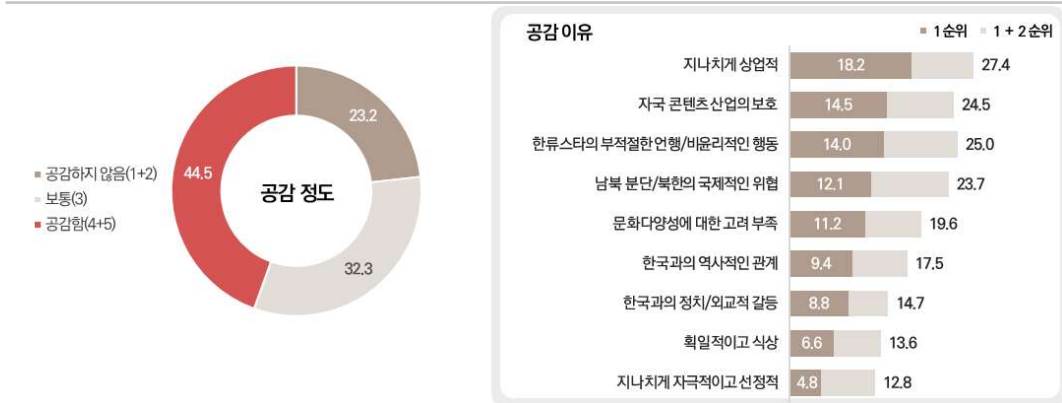 공감하지 않음(1+2)
보통(3)
공감함(4+5)
공감 정도
23.2
32.3
44.5
공감 이유
1 순위
1 + 2 순위
지나치게 상업적 18.2 27.4
자국 콘텐츠 산업의 보호 14.5 24.5
한류스타의 부적절한 언행/비윤리적인 행동 14.0 25.0
남북 분단/북한의 국제적인 위협 12.1 23.7
문화다양성에 대한 고려 부족 11.2 19.6
한국과의 역사적인 관계 9.4 17.5
한국과의 정치/외교적 갈등 8.8 14.7
획일적이고 식상 6.6 13.6
지나치게 자극적이고 선정적 4.8 12.8